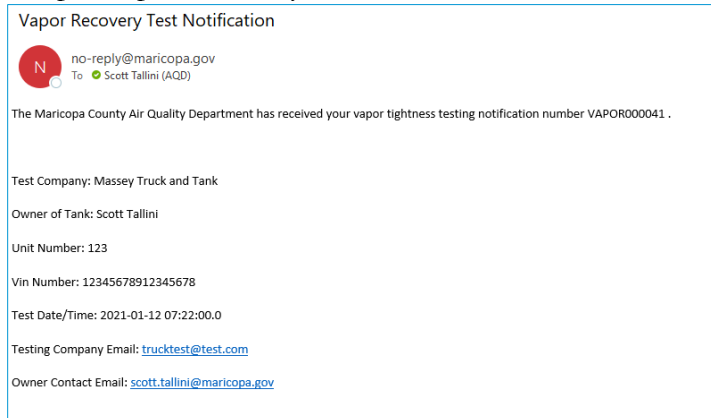 Vapor Recovery Test Notification
N
no-reply@maricopa.gov
To Scott Tallini (AQD)
The Maricopa County Air Quality Department has received your vapor tightness testing notification number VAPOR000041 .
Test Company: Massey Truck and Tank
Owner of Tank: Scott Tallini
Unit Number: 123
Vin Number: 12345678912345678
Test Date/Time: 2021-01-12 07:22:00.0
Testing Company Email: trucktest@test.com
Owner Contact Email: scott.tallini@maricopa.gov